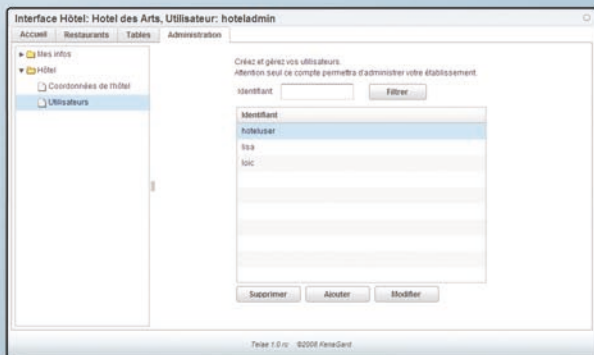 Interface Hôtel: Hotel des Arts, Utilisateur: hoteladmin
Accueil Restaurants Tables Administration
Mes infos
Hôtel
Coordonnées de l'hôtel
Utilisateurs
Créez et gérez vos utilisateurs.
Attention seul ce compte permettra d'administrer votre établissement
Identifiant Filtrer
Identifiant
hoteluser
lisa
loic
Supprimer Ajouter Modifier
Telae 1.0 rc ©2008 KeneGard